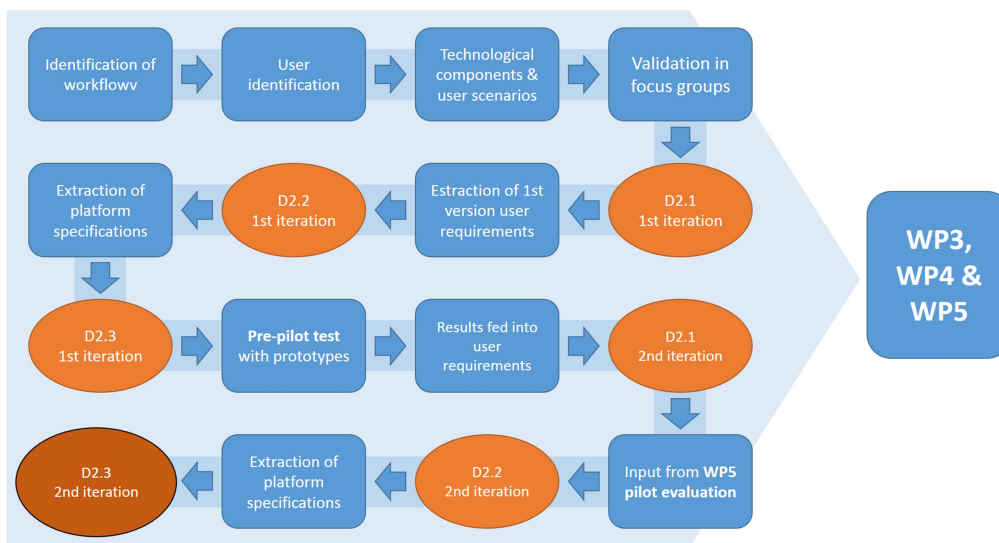 Identification of
workflowv
User
identification
Technological
components &
user scenarios
Validation in
focus groups
D2.1
1st iteration
Estraction of 1st
version user
requirements
D2.2
1st iteration
Extraction of
platform
specifications
D2.3
1st iteration
Pre-pilot test
with prototypes
Results fed into
user
requirements
D2.1
2nd iteration
Input from WP5
pilot evaluation
D2.2
2nd iteration
Extraction of
platform
specifications
D2.3
2nd iteration
WP3,
WP4 &
WP5